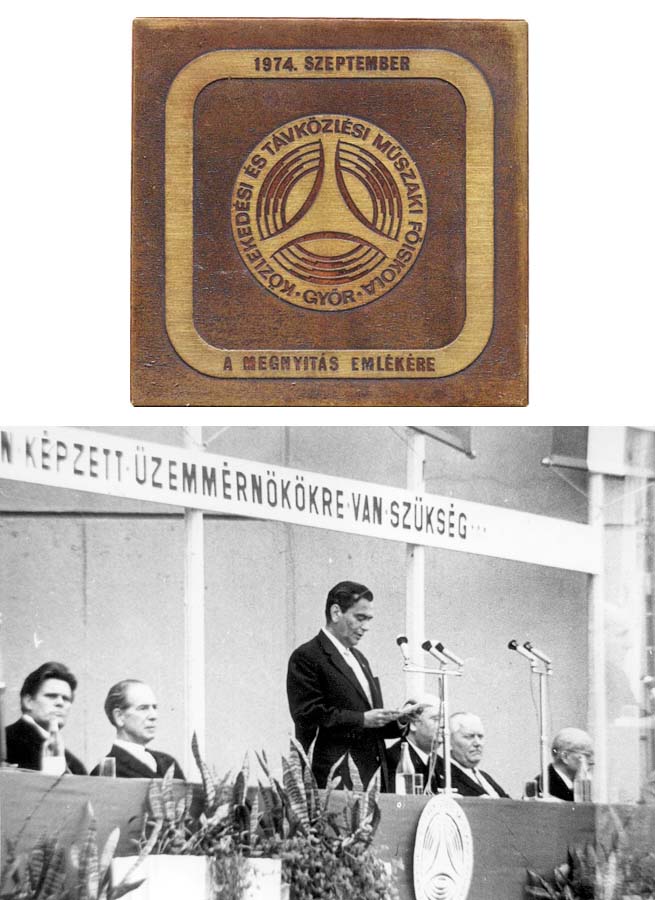 1974. SZEPTEMBER
KÖZLEKEDÉSI ÉS TÁVKÖZLÉSI MŰSZAKI FŐISKOLA
· GYŐR ·
A MEGNYITÁS EMLÉKÉRE
N · KÉPZETT · ÜZEMMÉRNÖKÖKRE · VAN · SZÜKSÉG ...